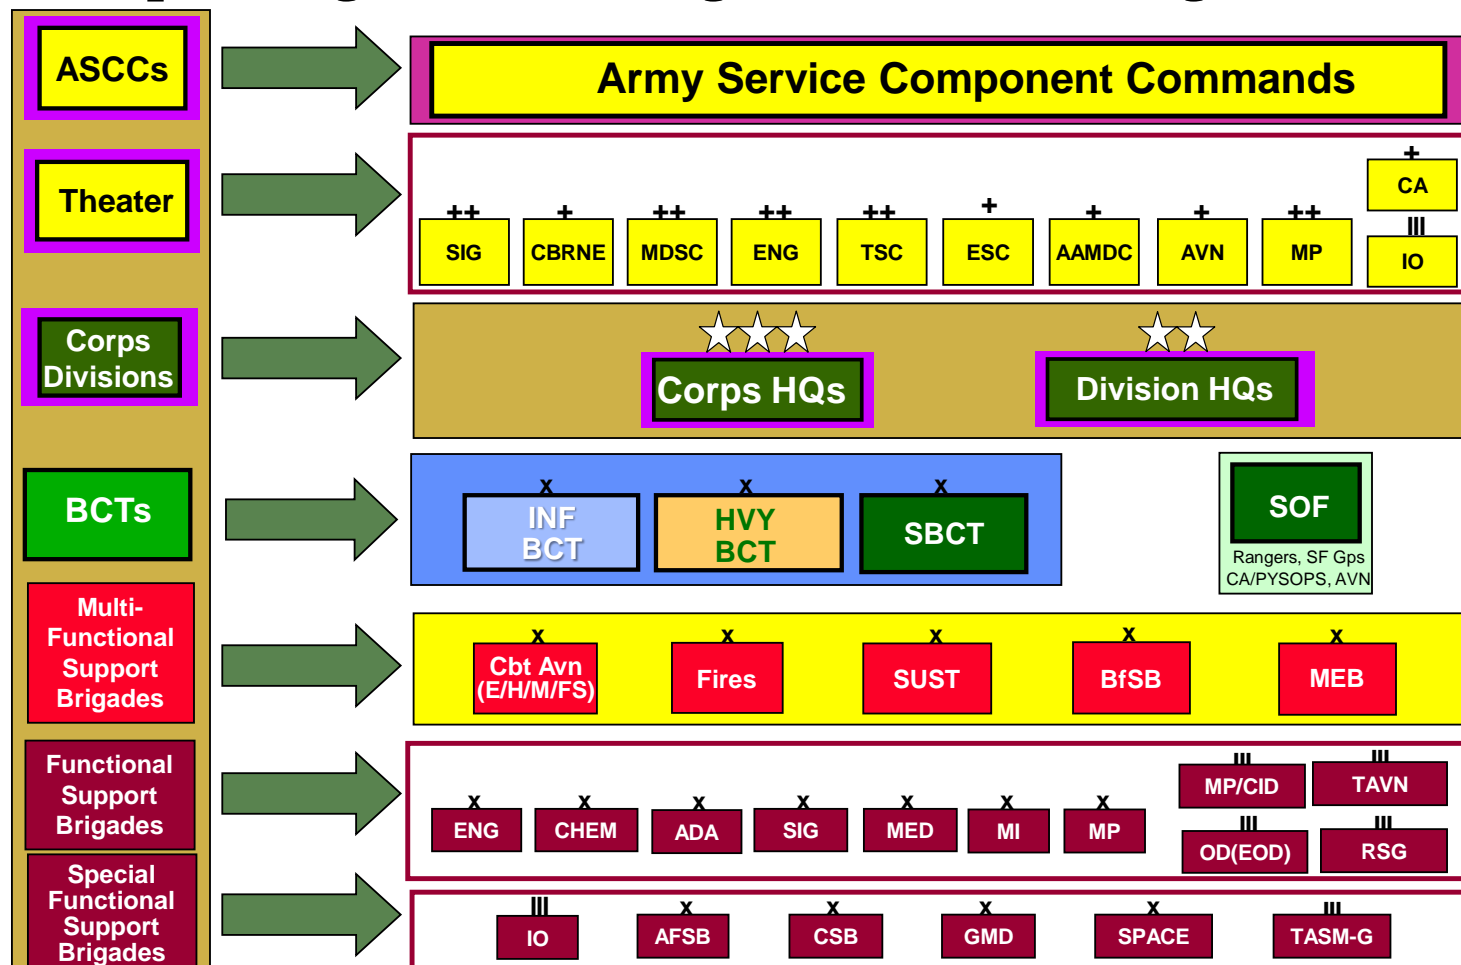 ASCCs
Army Service Component Commands
Theater
++ + ++ ++ ++ + + + ++ +
SIG CBRNE MDSC ENG TSC ESC AAMDC AVN MP CA
III
IO
Corps
Divisions
Corps HQs Division HQs
BCTs
x x x
INF
BCT
HVY
BCT
SBCT
SOF
Rangers, SF Gps
CA/PYSOPS, AVN
Multi-
Functional
Support
Brigades
x x x x x
Cbt Avn
(E/H/M/FS)
Fires SUST BfSB MEB
Functional
Support
Brigades
x x x x x x x
ENG CHEM ADA SIG MED MI MP
III III
MP/CID TAVN
III III
OD(EOD) RSG
Special
Functional
Support
Brigades
III x x x x III
IO AFSB CSB GMD SPACE TASM-G